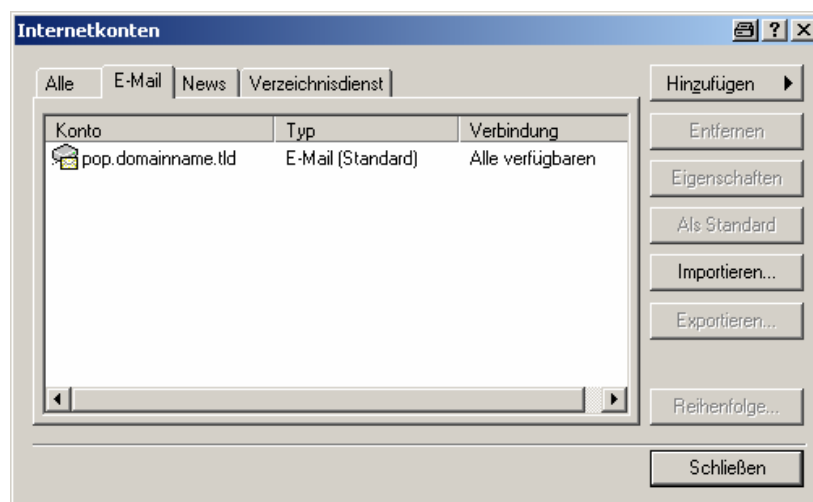 Internetkonten
Alle E-Mail News Verzeichnisdienst
Konto Typ Verbindung
pop.domainname.tld E-Mail (Standard) Alle verfügbaren
Hinzufügen
Entfernen
Eigenschaften
Als Standard
Importieren...
Exportieren...
Reihenfolge...
Schließen